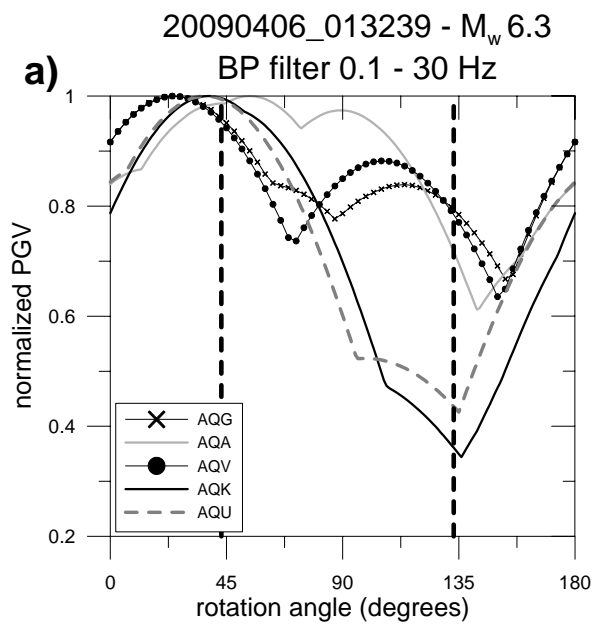 20090406_013239 - Mw 6.3
a) BP filter 0.1 - 30 Hz
1
0.8
0.6
0.4
0.2
normalized PGV
AQG
AQA
AQV
AQK
AQU
0 45 90 135 180
rotation angle (degrees)